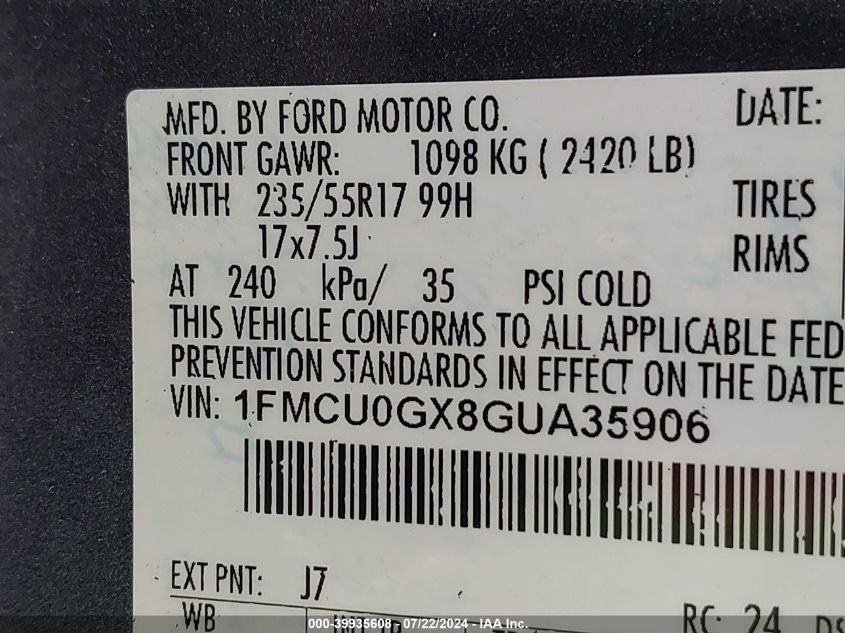 MFD. BY FORD MOTOR CO. DATE:
FRONT GAWR: 1098 KG ( 2420 LB)
WITH 235/55R17 99H TIRES
17x7.5J RIMS
AT 240 kPa/ 35 PSI COLD
THIS VEHICLE CONFORMS TO ALL APPLICABLE FED
PREVENTION STANDARDS IN EFFECT ON THE DATE
VIN: 1FMCU0GX8GUA35906
EXT PNT: J7
WB RC: 24 DS
000-39935608 - 07/22/2024 - IAA Inc.